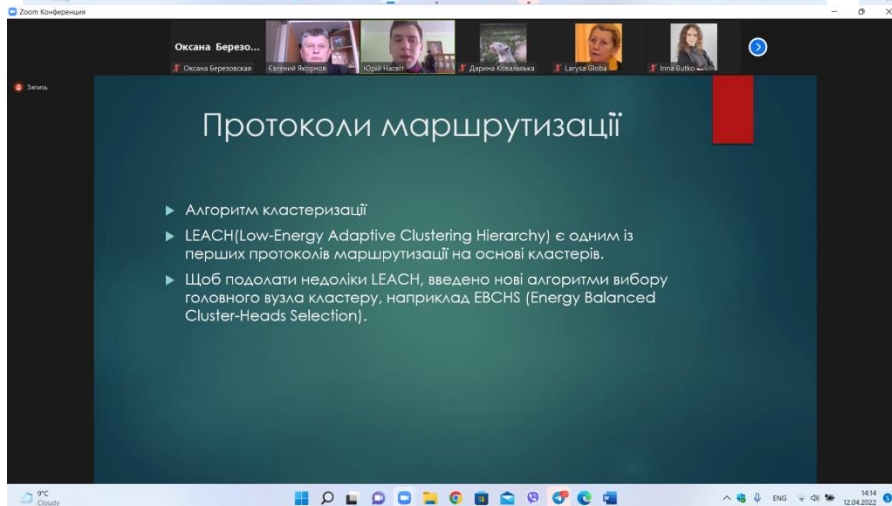 Zoom Конференция
Оксана Березо...
Оксана Березовская
Євгений Якорнов
Юрій Насвіт
Дарина Ковальська
Larysa Globa
Inna Butko
Запись
Протоколи маршрутизації
Алгоритм кластеризації
LEACH(Low-Energy Adaptive Clustering Hierarchy) є одним із
перших протоколів маршрутизації на основі кластерів.
Щоб подолати недоліки LEACH, введено нові алгоритми вибору
головного вузла кластеру, наприклад EBCHS (Energy Balanced
Cluster-Heads Selection).
9°C
Cloudy
ENG
14:14
12.04.2022